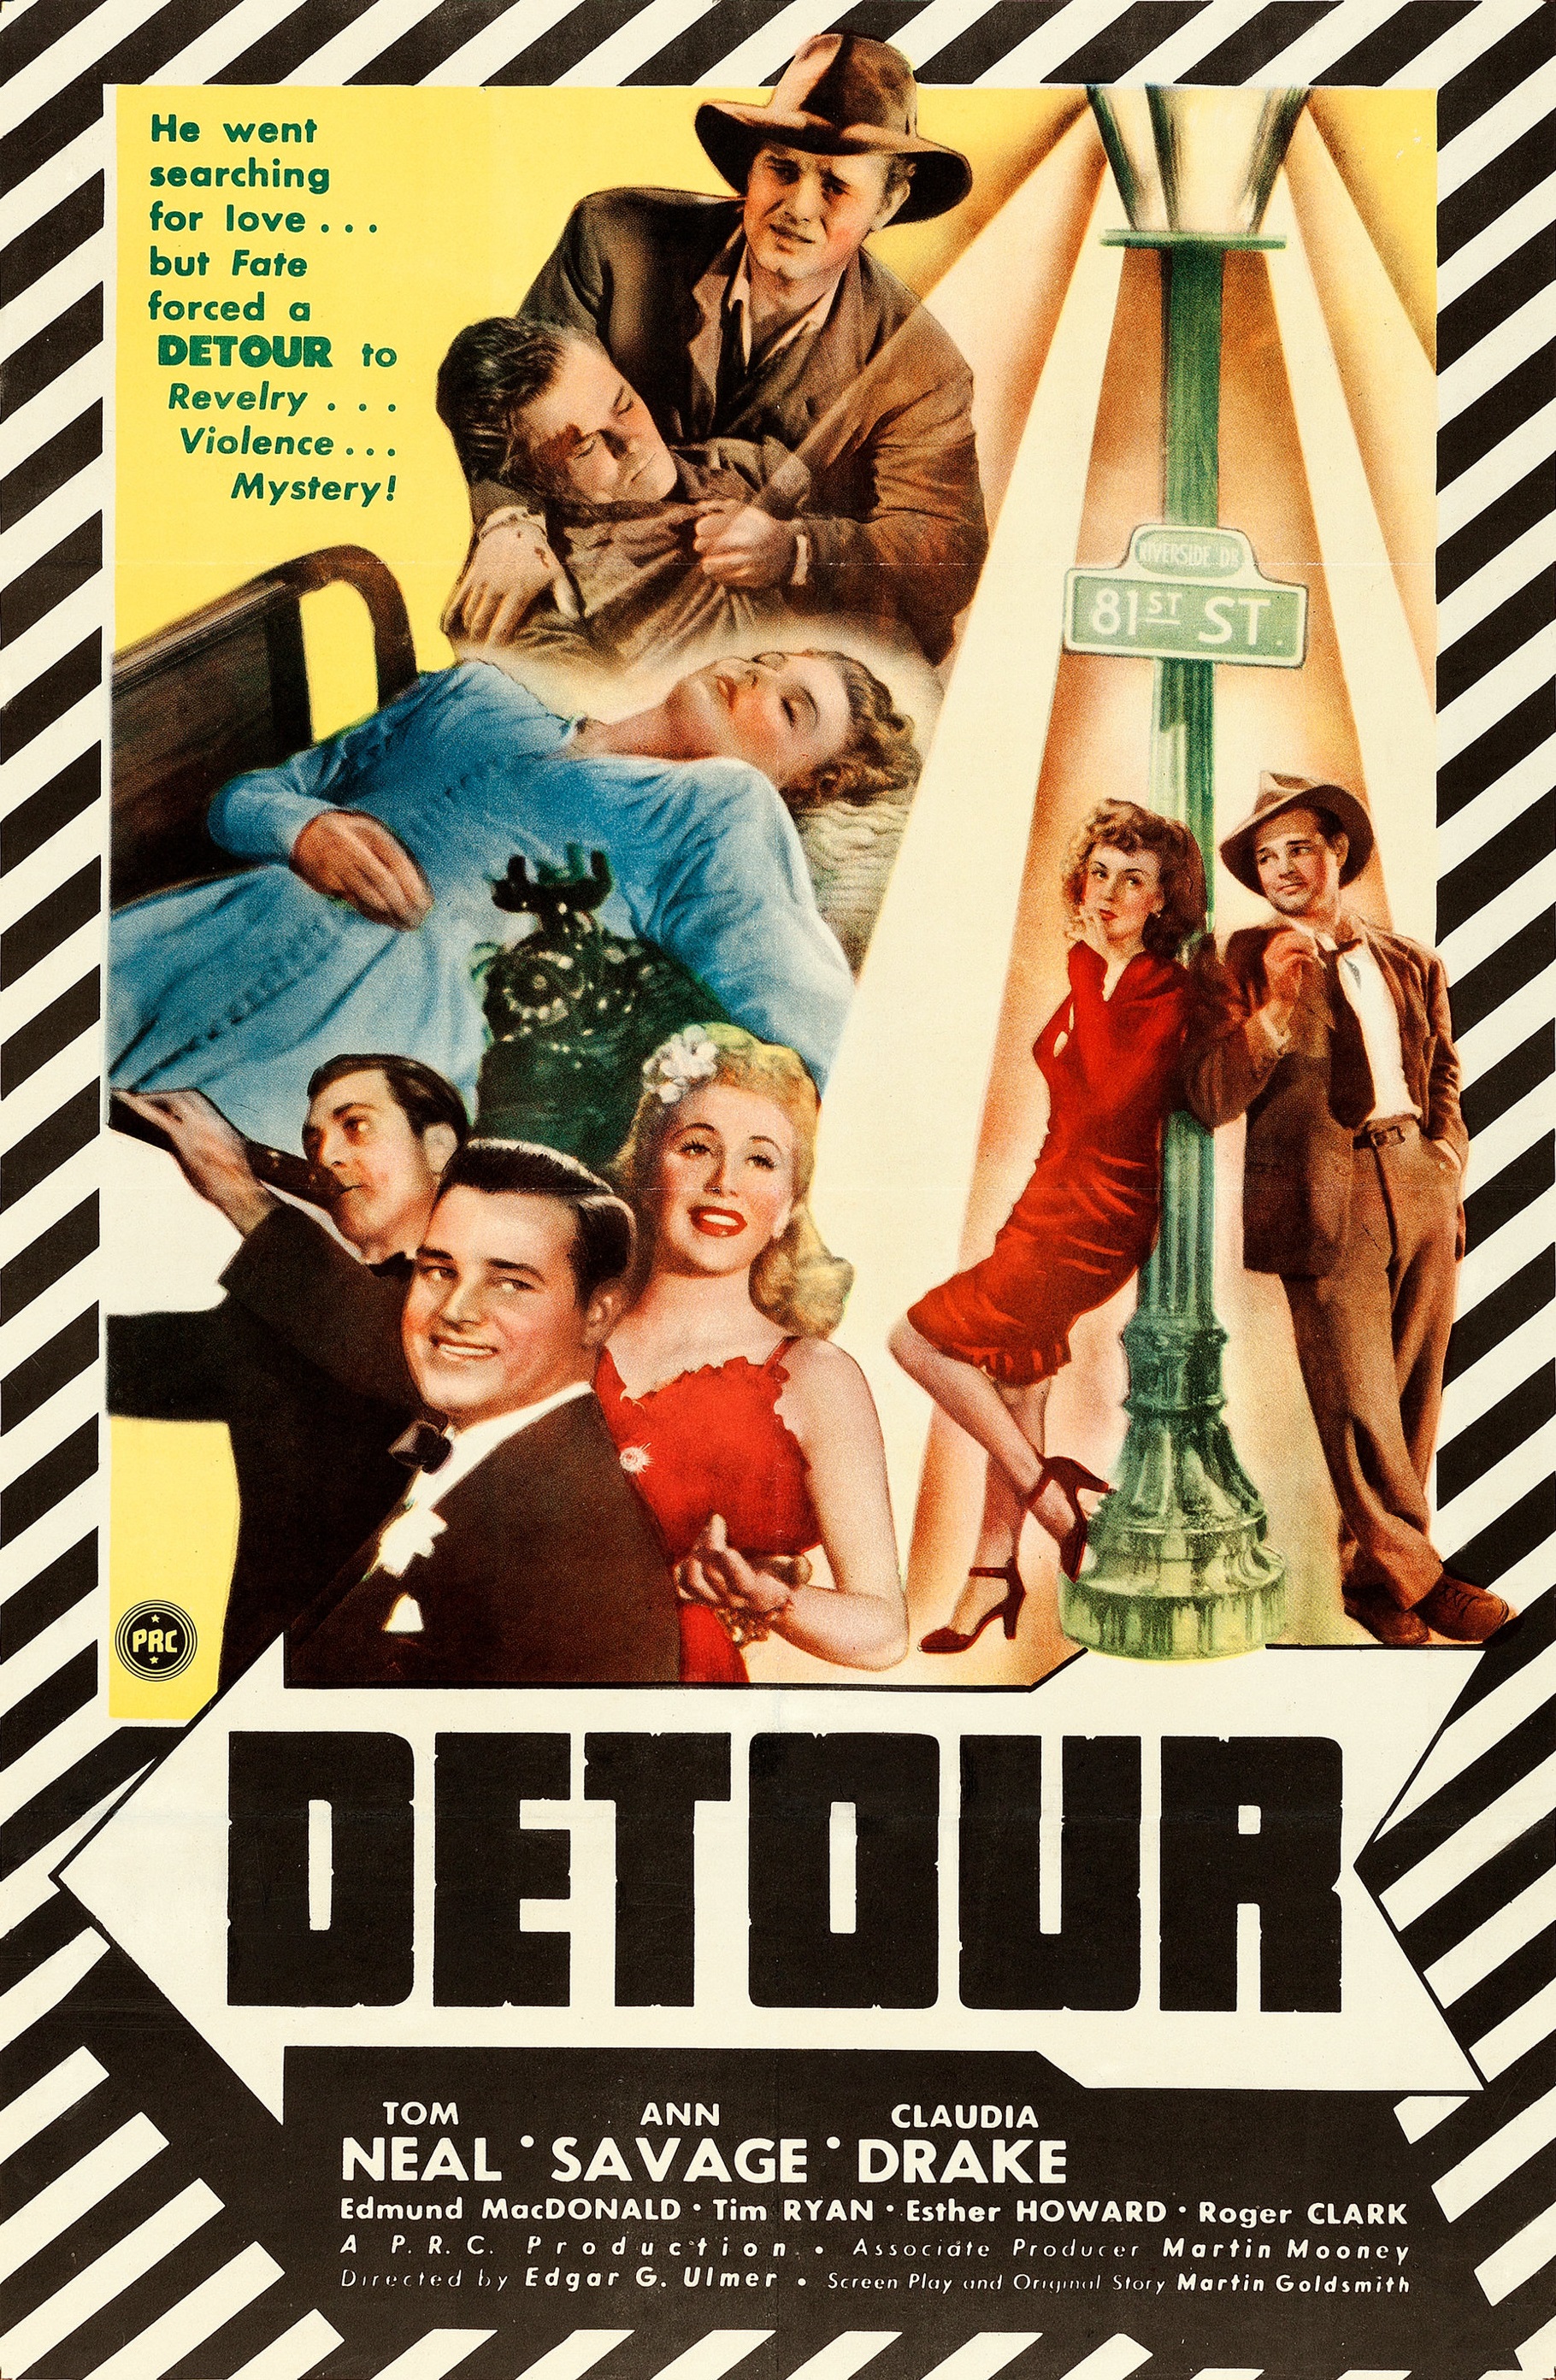 He went
searching
for love...
but Fate
forced a
DETOUR to
Revelry...
Violence...
Mystery!
RIVERSIDE DR.
81ST ST.
PRC
DETOUR
TOM ANN CLAUDIA
NEAL • SAVAGE • DRAKE
Edmund MacDONALD • Tim RYAN • Esther HOWARD • Roger CLARK
A P. R. C. Production • Associate Producer Martin Mooney
Directed by Edgar G. Ulmer • Screen Play and Original Story Martin Goldsmith